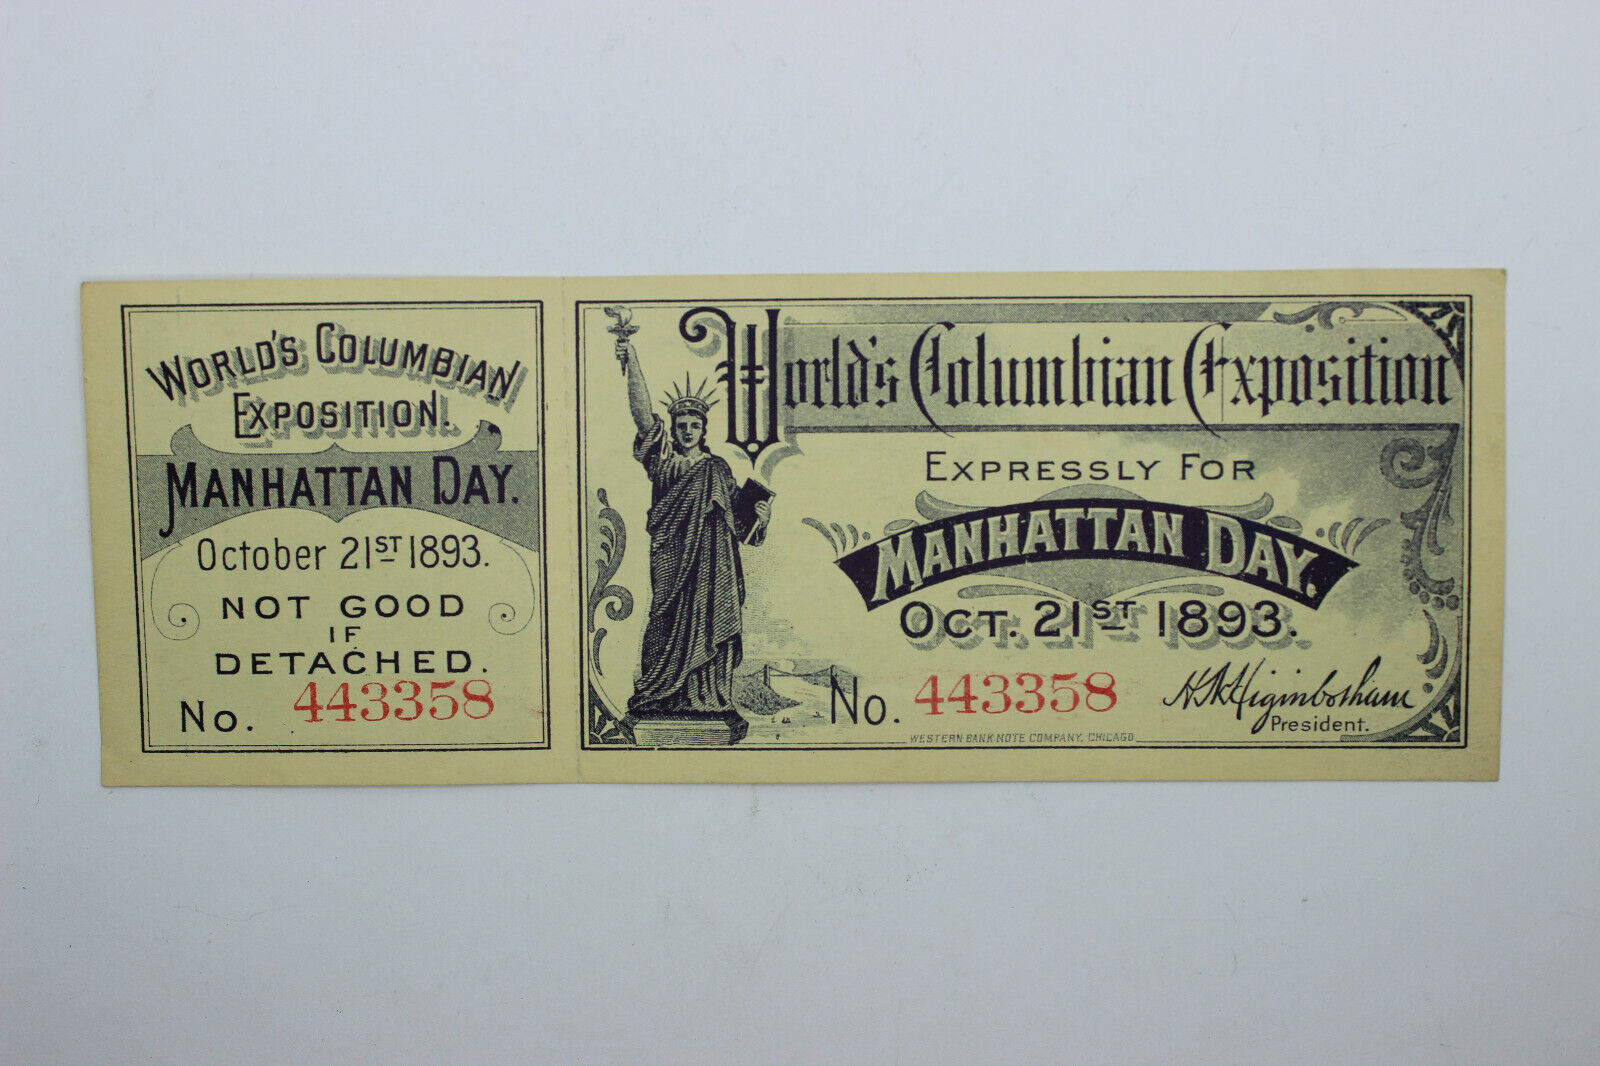 WORLD'S COLUMBIAN
EXPOSITION.
MANHATTAN DAY.
October 21ST 1893.
NOT GOOD
IF
DETACHED.
No. 443358
World's Columbian Exposition
EXPRESSLY FOR
MANHATTAN DAY.
OCT. 21ST 1893.
No. 443358
H.N. Higinbotham
President.
WESTERN BANK NOTE COMPANY, CHICAGO